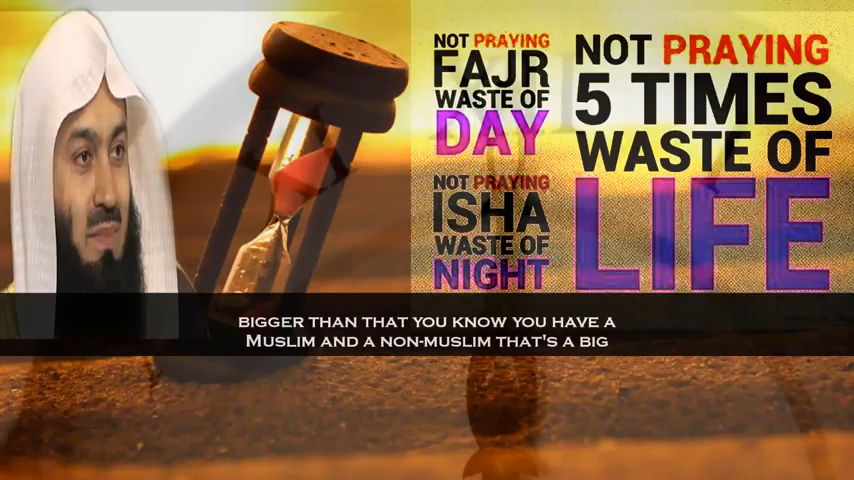 NOT PRAYING
FAJR
WASTE OF
DAY
NOT PRAYING
ISHA
WASTE OF
NIGHT
NOT PRAYING
5 TIMES
WASTE OF
LIFE
BIGGER THAN THAT YOU KNOW YOU HAVE A
MUSLIM AND A NON-MUSLIM THAT'S A BIG